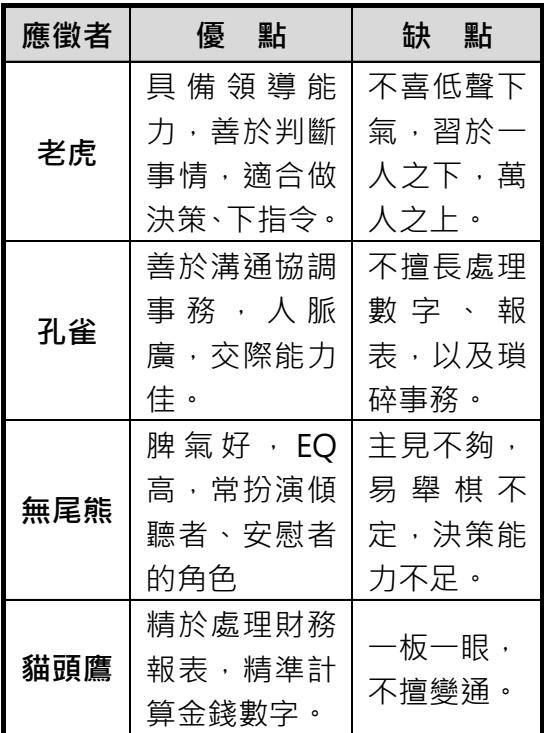 應徵者 優 點 缺 點
老虎
具備領導能
力，善於判斷
事情，適合做
決策、下指令。
不喜低聲下
氣，習於一
人之下，萬
人之上。
孔雀
善於溝通協調
事務，人脈
廣，交際能力
佳。
不擅長處理
數字、報
表，以及瑣
碎事務。
無尾熊
脾氣好，EQ
高，常扮演傾
聽者、安慰者
的角色
主見不夠，
易舉棋不
定，決策能
力不足。
貓頭鷹
精於處理財務
報表，精準計
算金錢數字。
一板一眼，
不擅變通。